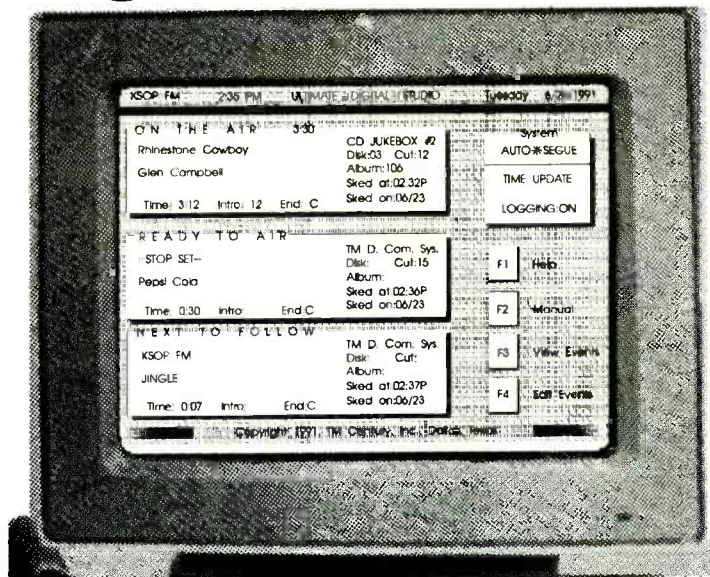 KSOP FM 2:35 PM ULTIMATE DIGITAL STUDIO Tuesday 1991
ON THE AIR 3:30
Rhinestone Cowboy
Glen Campbell
Time: 3:12 Intro: 12 End: C
CD JUKEBOX #2
Disk:03 Cut:12
Album:106
Sked at:02:32P
Sked on:06/23
READY TO AIR
--STOP SET--
Pepsi Cola
Time: 0:30 Intro: End:C
TM D. Com. Sys.
Disk: Cut:15
Album:
Sked at 02:36P
Sked on:06/23
NEXT TO FOLLOW
KSOP FM
JINGLE
Time: 0:07 Intro: End:C
TM D. Com. Sys.
Disk: Cut:
Album:
Sked at:02:37P
Sked on:06/23
System
AUTO*SEGUE
TIME UPDATE
LOGGING:ON
F1 Help
F2 Manual
F3 View Events
F4 Edit Events
Copyright 1991, TM Century, Inc. Dallas, Texas